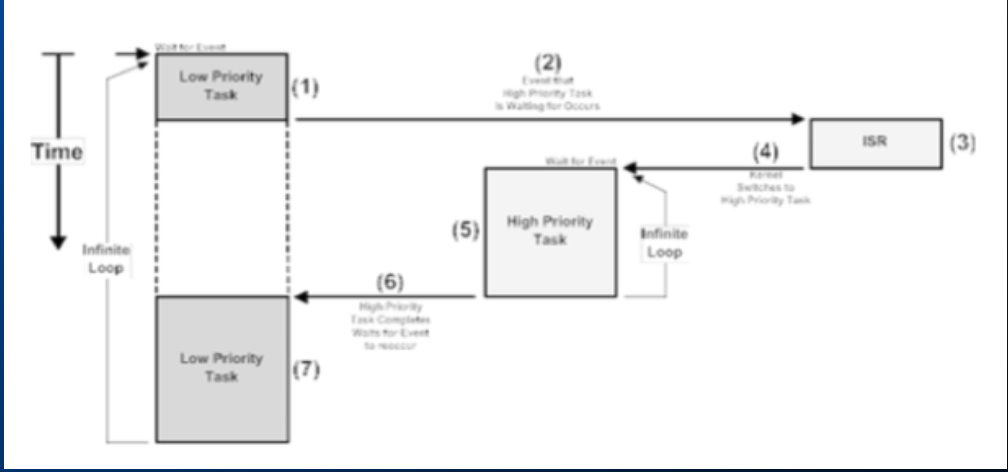 Wait for Event
Low Priority
Task
(1)
(2)
Event that
High Priority Task
is Waiting for Occurs
ISR
(3)
Time
Wait for Event
(4)
Kernel
Switches to
High Priority Task
High Priority
Task
(5)
Infinite
Loop
Infinite
Loop
(6)
High Priority
Task Completes
Waits for Event
to reoccur
Low Priority
Task
(7)